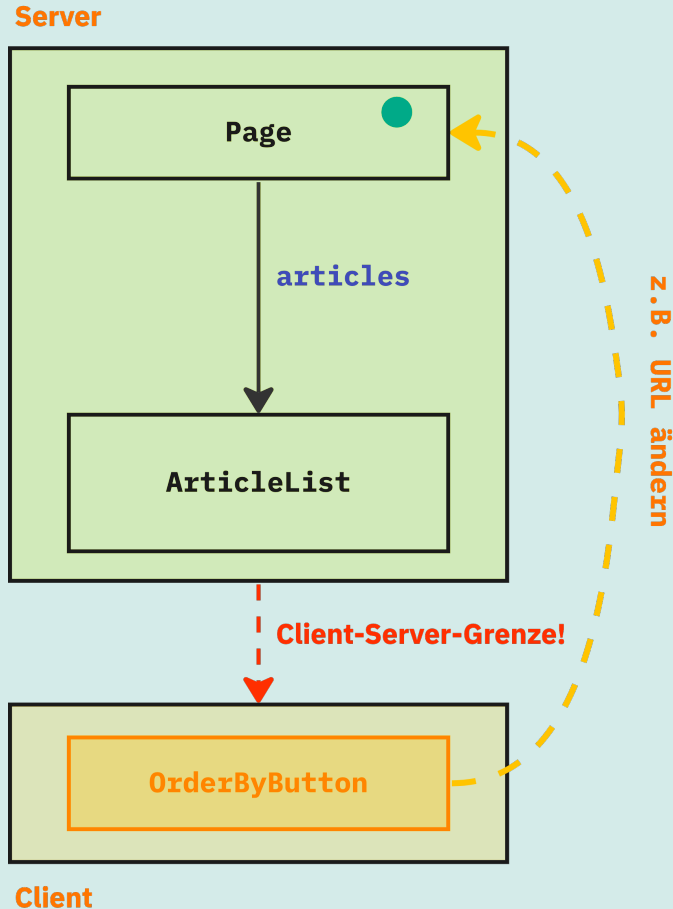 Server
Page
articles
z.B. URL ändern
ArticleList
Client-Server-Grenze!
OrderByButton
Client